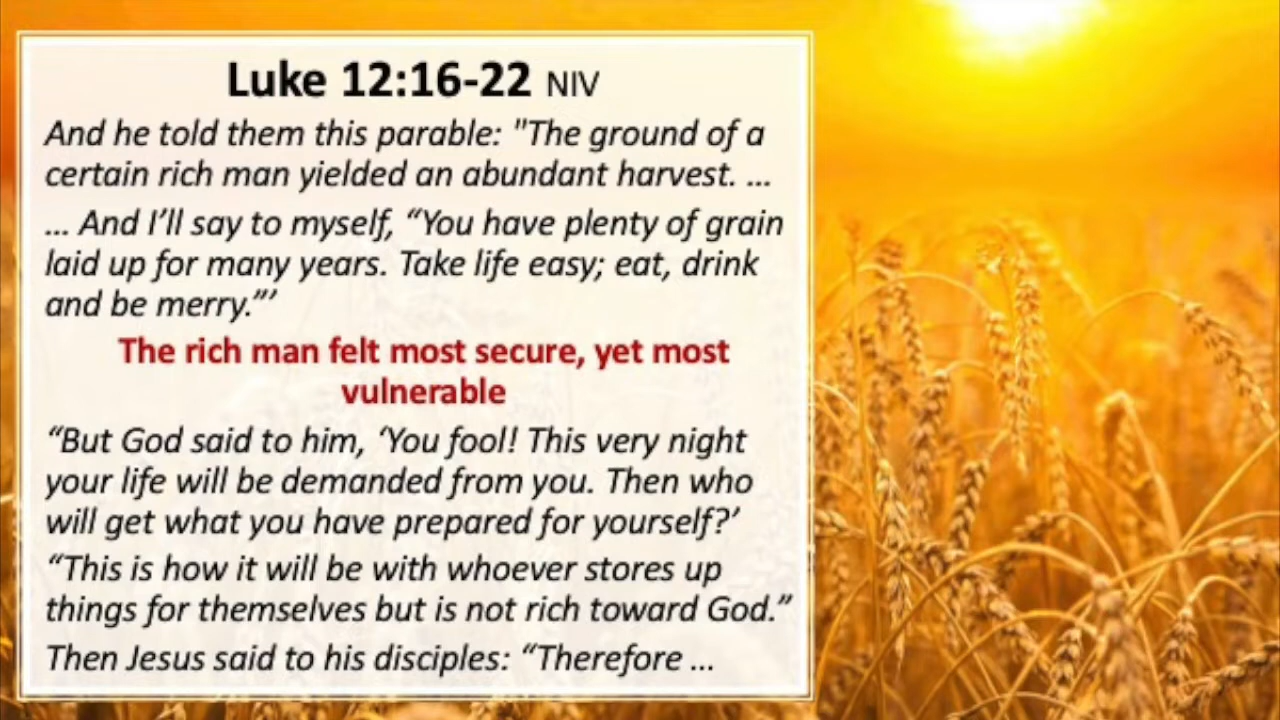 Luke 12:16-22 NIV
And he told them this parable: "The ground of a
certain rich man yielded an abundant harvest. ...
... And I’ll say to myself, “You have plenty of grain
laid up for many years. Take life easy; eat, drink
and be merry.”’
The rich man felt most secure, yet most
vulnerable
“But God said to him, ‘You fool! This very night
your life will be demanded from you. Then who
will get what you have prepared for yourself?’
“This is how it will be with whoever stores up
things for themselves but is not rich toward God.”
Then Jesus said to his disciples: “Therefore ...